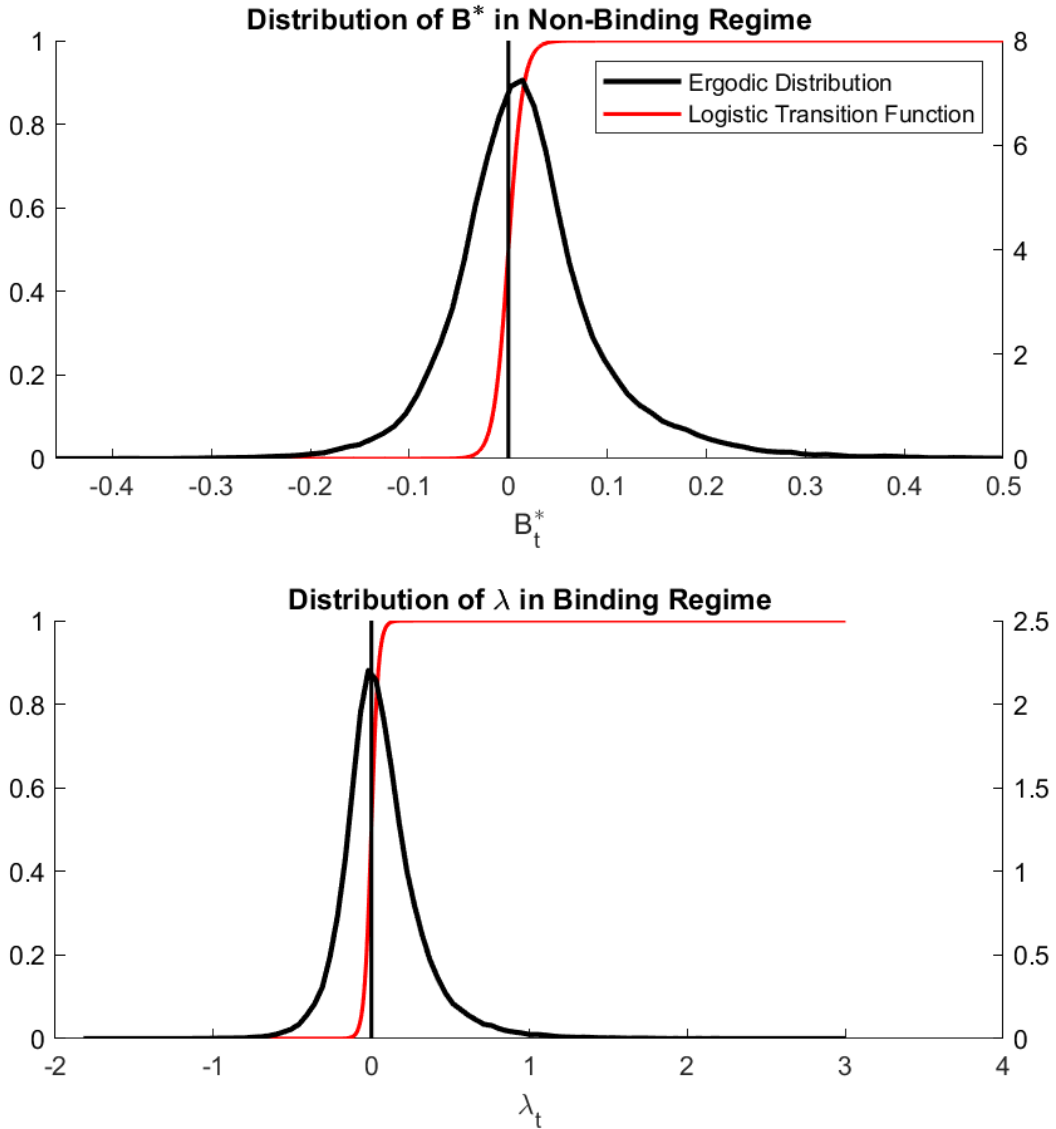 Distribution of B* in Non-Binding Regime
1
0.8
0.6
0.4
0.2
0
8
6
4
2
0
Ergodic Distribution
Logistic Transition Function
-0.4 -0.3 -0.2 -0.1 0 0.1 0.2 0.3 0.4 0.5
B*t
Distribution of λ in Binding Regime
1
0.8
0.6
0.4
0.2
0
2.5
2
1.5
1
0.5
0
-2 -1 0 1 2 3 4
λt